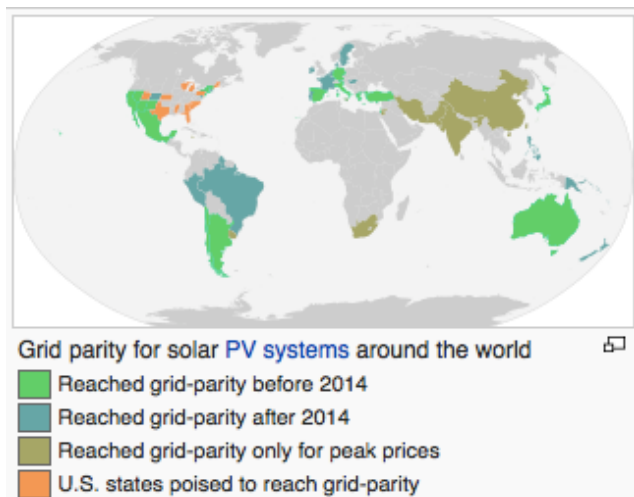 Grid parity for solar PV systems around the world
Reached grid-parity before 2014
Reached grid-parity after 2014
Reached grid-parity only for peak prices
U.S. states poised to reach grid-parity